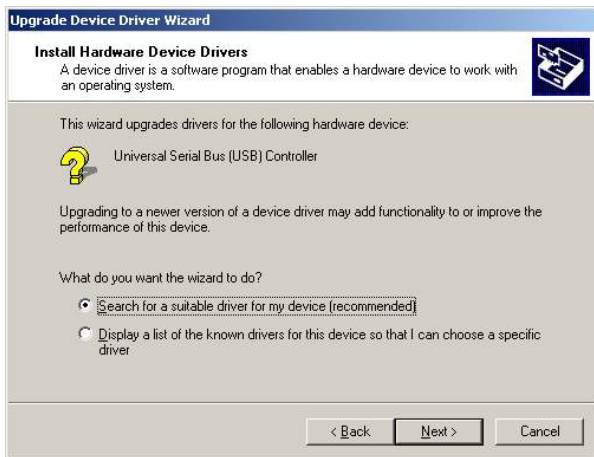 Upgrade Device Driver Wizard
Install Hardware Device Drivers
A device driver is a software program that enables a hardware device to work with
an operating system.
This wizard upgrades drivers for the following hardware device:
Universal Serial Bus (USB) Controller
Upgrading to a newer version of a device driver may add functionality to or improve the
performance of this device.
What do you want the wizard to do?
Search for a suitable driver for my device (recommended)
Display a list of the known drivers for this device so that I can choose a specific
driver
< Back Next > Cancel